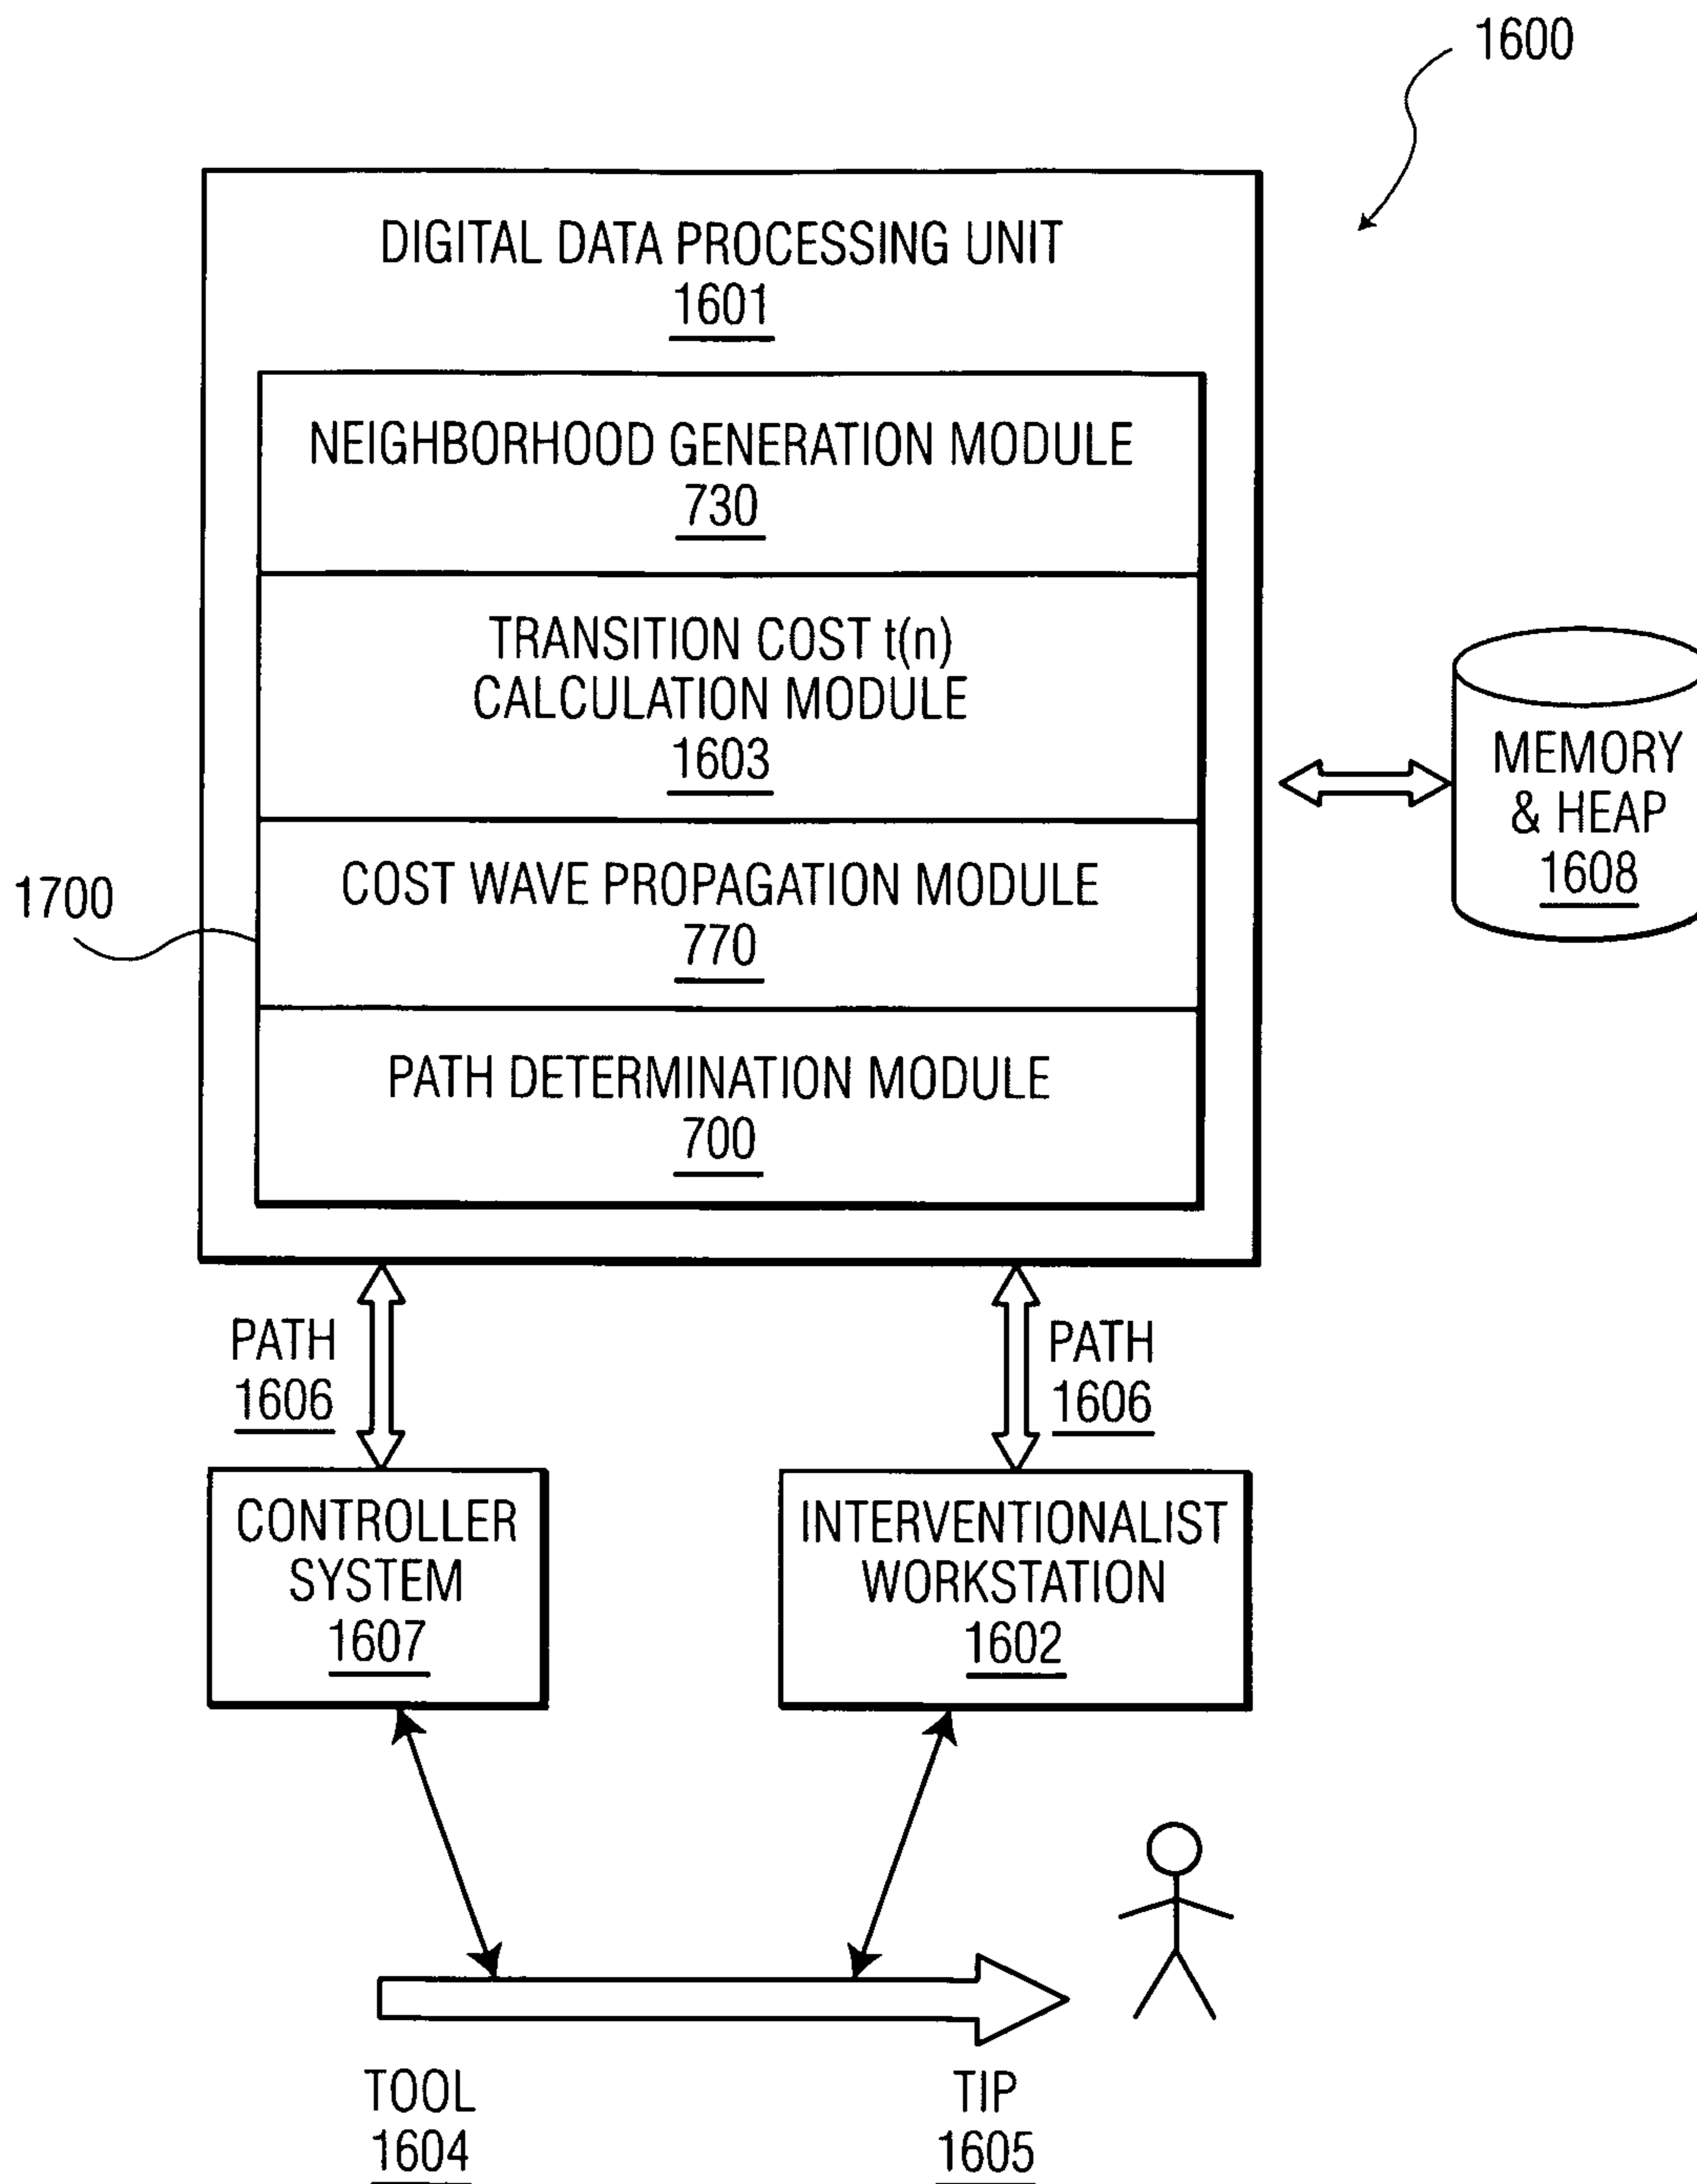 1600
DIGITAL DATA PROCESSING UNIT
1601
NEIGHBORHOOD GENERATION MODULE
730
TRANSITION COST t(n)
CALCULATION MODULE
1603
MEMORY
& HEAP
1608
1700
COST WAVE PROPAGATION MODULE
770
PATH DETERMINATION MODULE
700
PATH
1606
PATH
1606
CONTROLLER
SYSTEM
1607
INTERVENTIONALIST
WORKSTATION
1602
TOOL
1604
TIP
1605